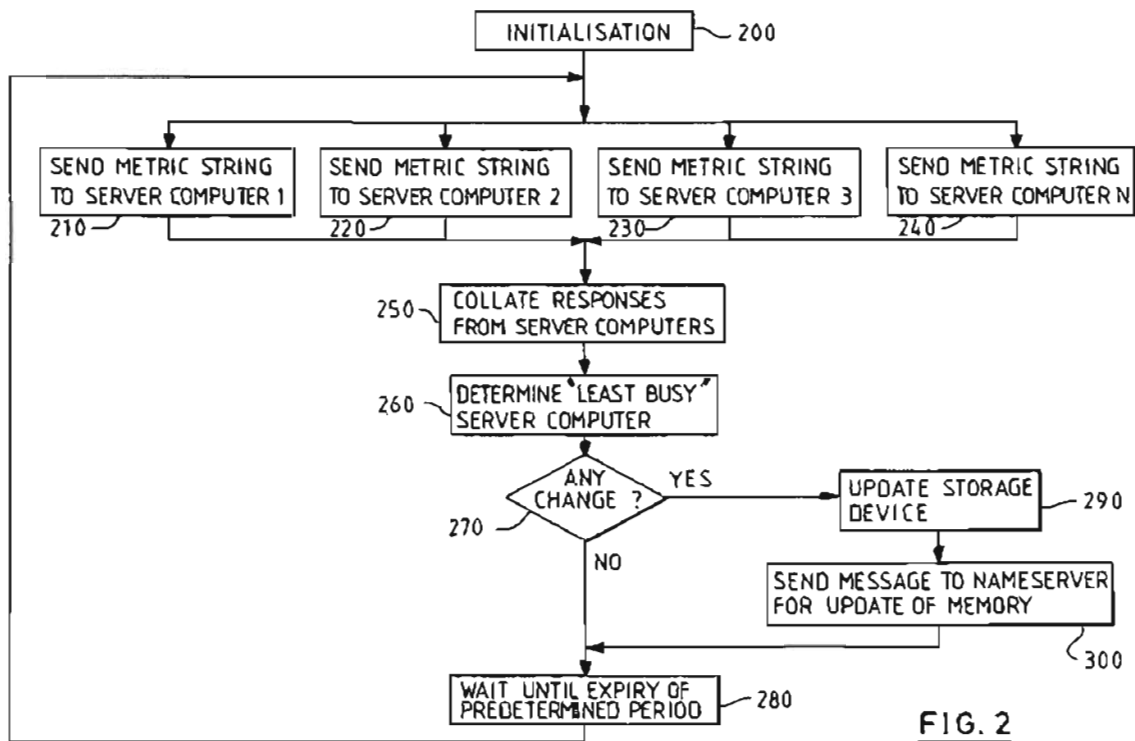 INITIALISATION
200
SEND METRIC STRING
TO SERVER COMPUTER 1
210
SEND METRIC STRING
TO SERVER COMPUTER 2
220
SEND METRIC STRING
TO SERVER COMPUTER 3
230
SEND METRIC STRING
TO SERVER COMPUTER N
240
250
COLLATE RESPONSES
FROM SERVER COMPUTERS
260
DETERMINE "LEAST BUSY"
SERVER COMPUTER
ANY
CHANGE ?
270
YES
NO
UPDATE STORAGE
DEVICE
290
SEND MESSAGE TO NAMESERVER
FOR UPDATE OF MEMORY
300
WAIT UNTIL EXPIRY OF
PREDETERMINED PERIOD
280
FIG. 2